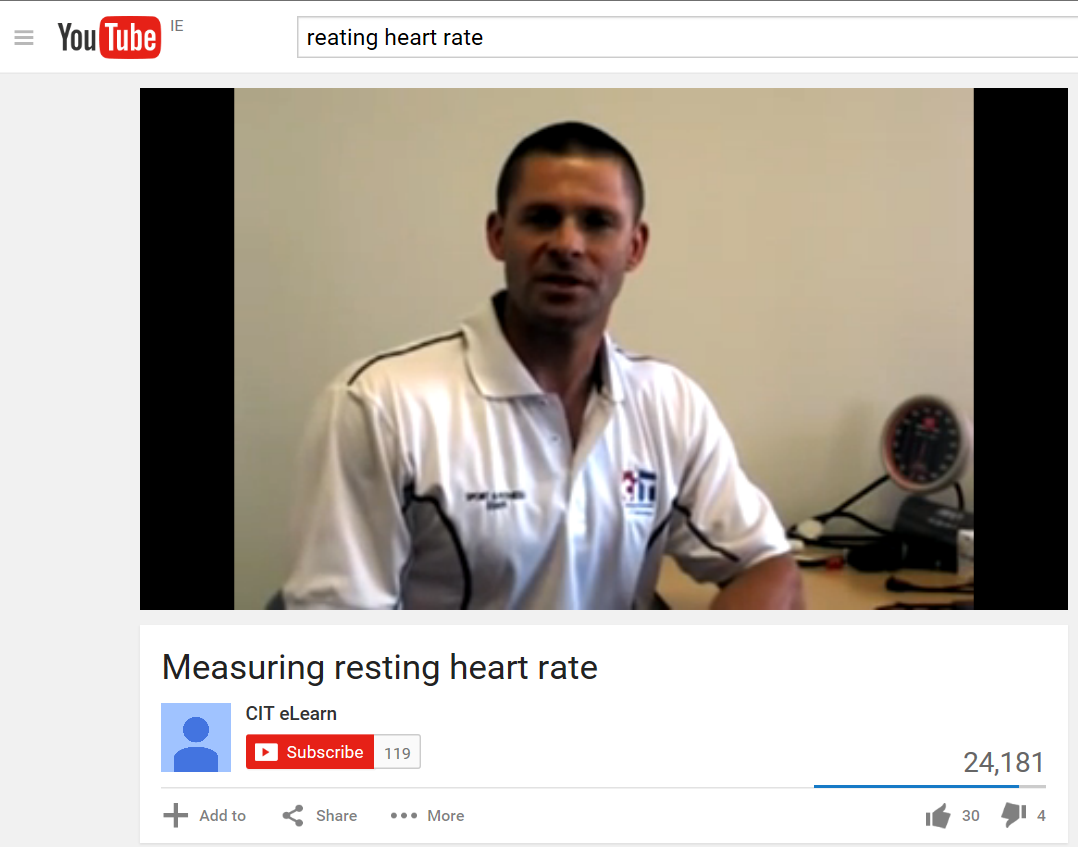 YouTube IE
reating heart rate
CIT
Measuring resting heart rate
CIT eLearn
Subscribe 119
24,181
Add to Share More 30 4